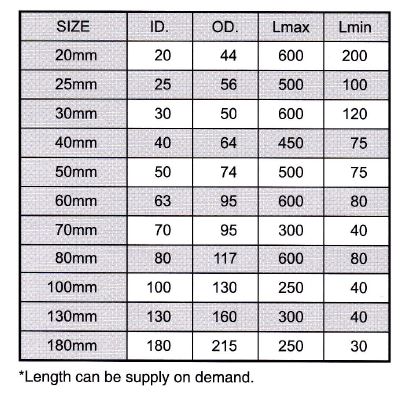 SIZE ID. OD. Lmax Lmin
20mm 20 44 600 200
25mm 25 56 500 100
30mm 30 50 600 120
40mm 40 64 450 75
50mm 50 74 500 75
60mm 63 95 600 80
70mm 70 95 300 40
80mm 80 117 600 80
100mm 100 130 250 40
130mm 130 160 300 40
180mm 180 215 250 30
*Length can be supply on demand.